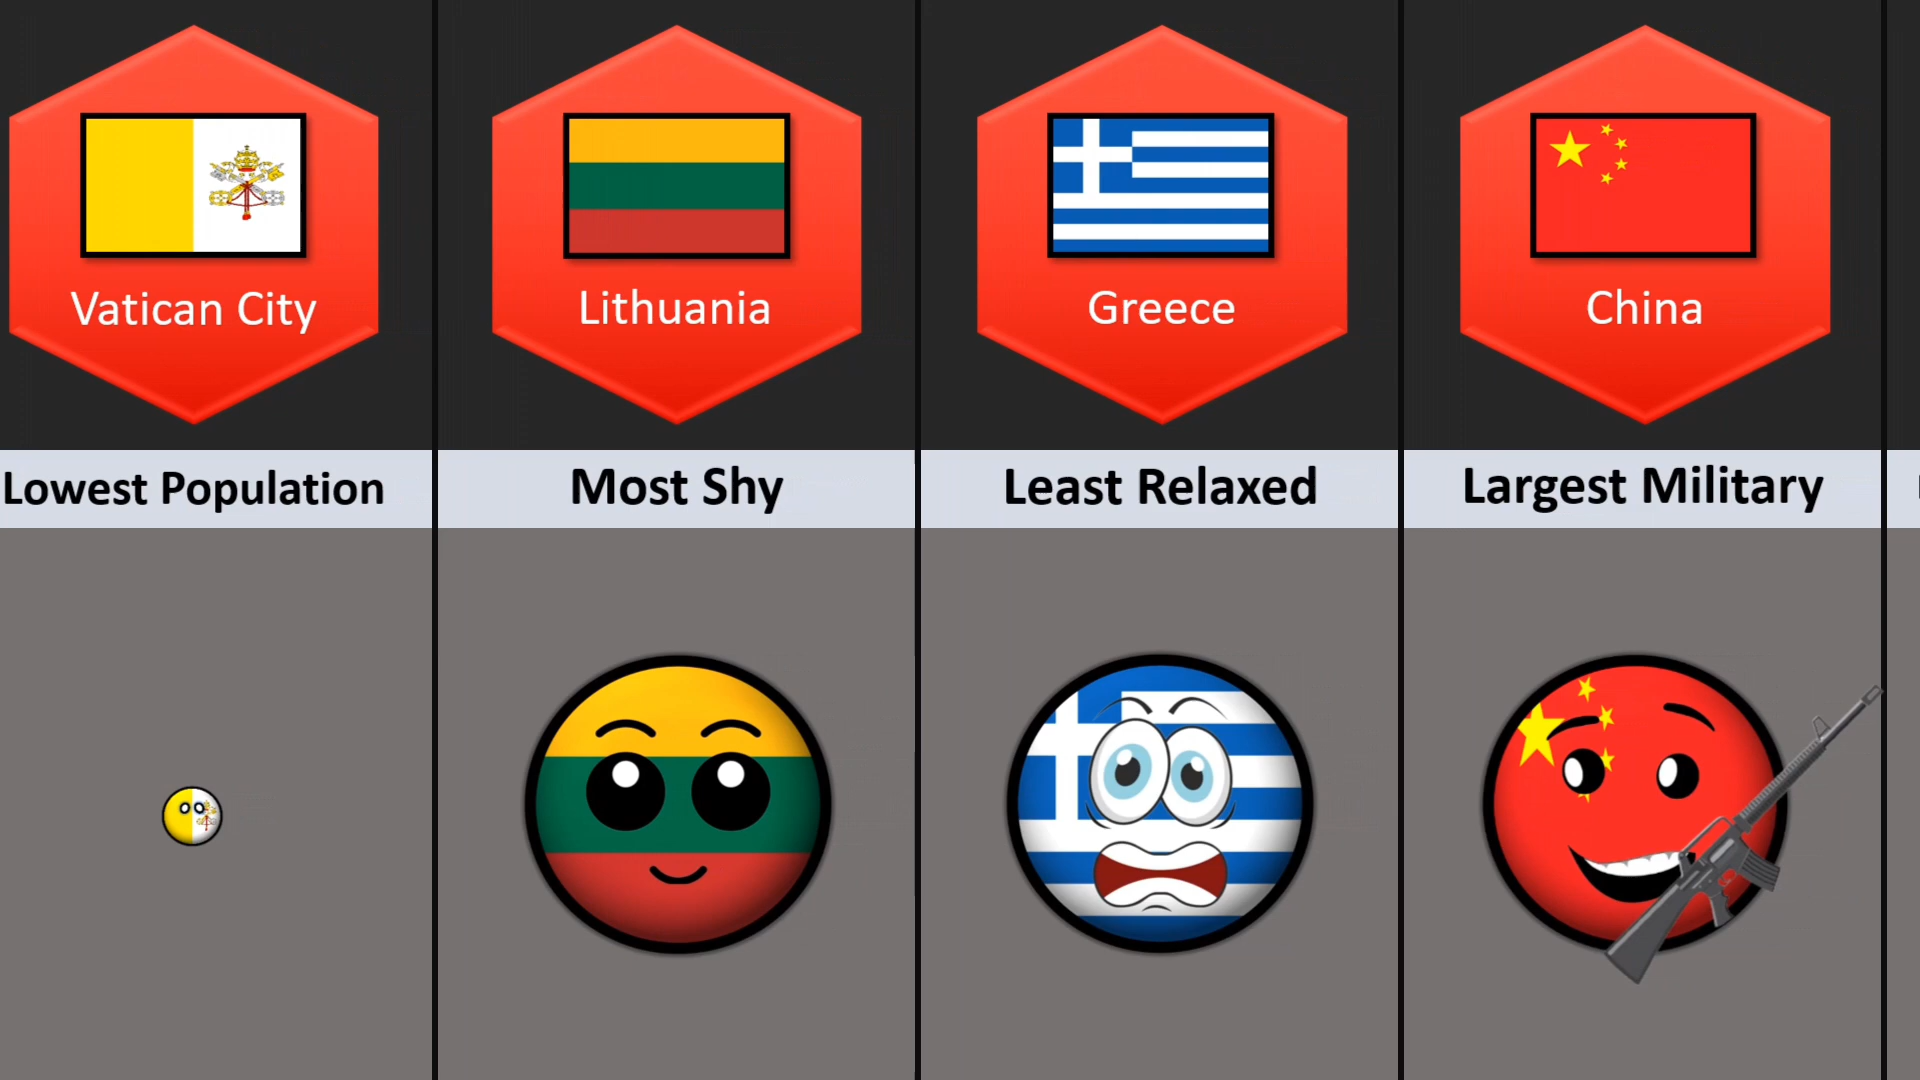 Vatican City
Lowest Population
Lithuania
Most Shy
Greece
Least Relaxed
China
Largest Military